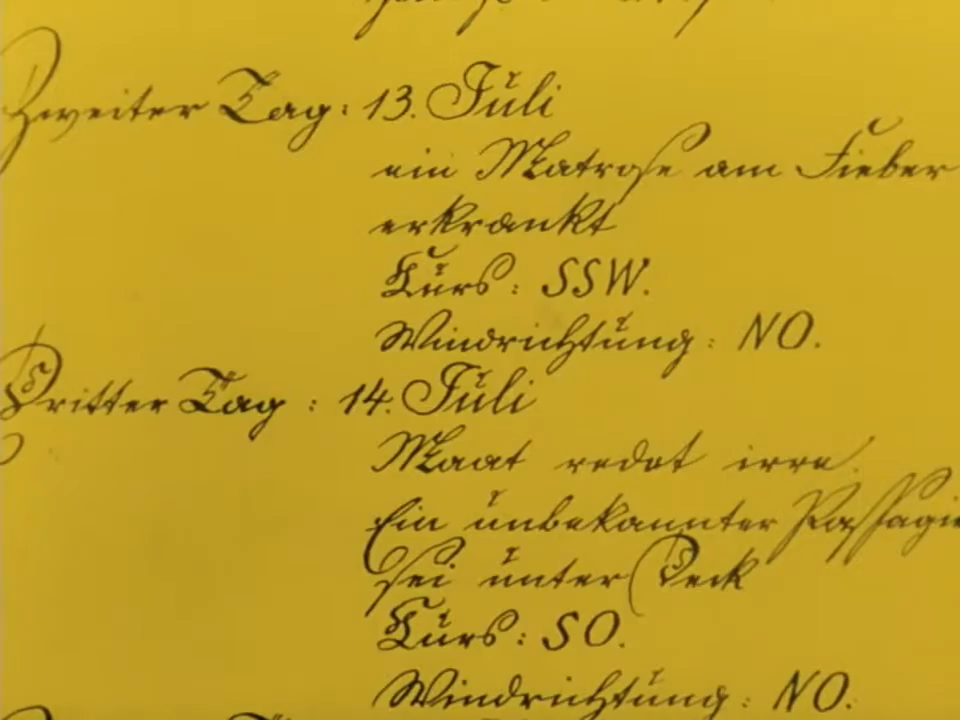 Zweiter Tag: 13. Juli
ein Matrose am Fieber
erkrankt
Kurs: SSW.
Windrichtung: NO.
Dritter Tag: 14. Juli
Maat redet irre.
Ein unbekannter Passagie
sei unter Deck
Kurs: SO.
Windrichtung: NO.